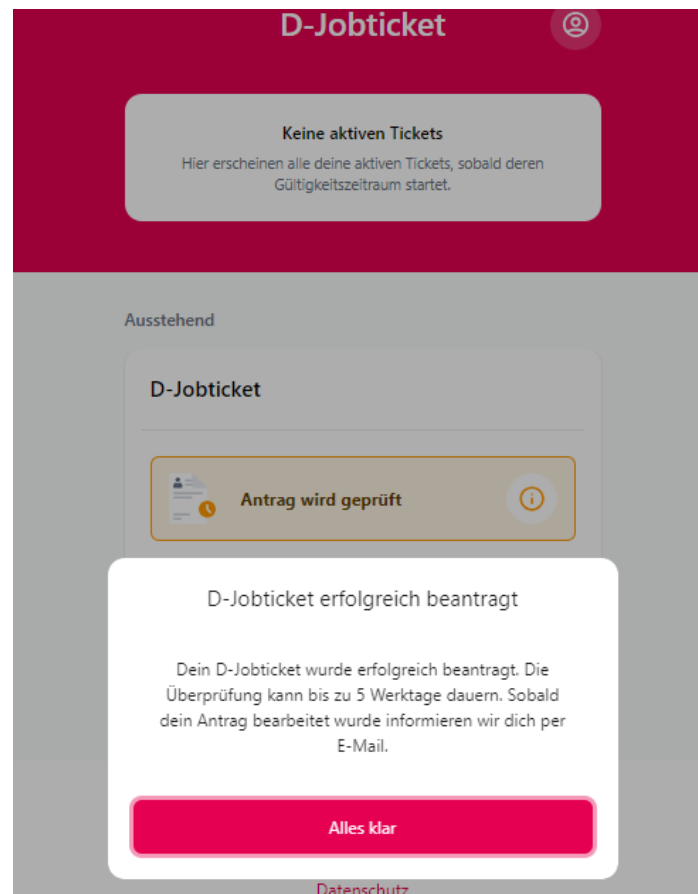 D-Jobticket
Keine aktiven Tickets
Hier erscheinen alle deine aktiven Tickets, sobald deren
Gültigkeitszeitraum startet.
Ausstehend
D-Jobticket
Antrag wird geprüft
D-Jobticket erfolgreich beantragt
Dein D-Jobticket wurde erfolgreich beantragt. Die
Überprüfung kann bis zu 5 Werktage dauern. Sobald
dein Antrag bearbeitet wurde informieren wir dich per
E-Mail.
Alles klar
Datenschutz